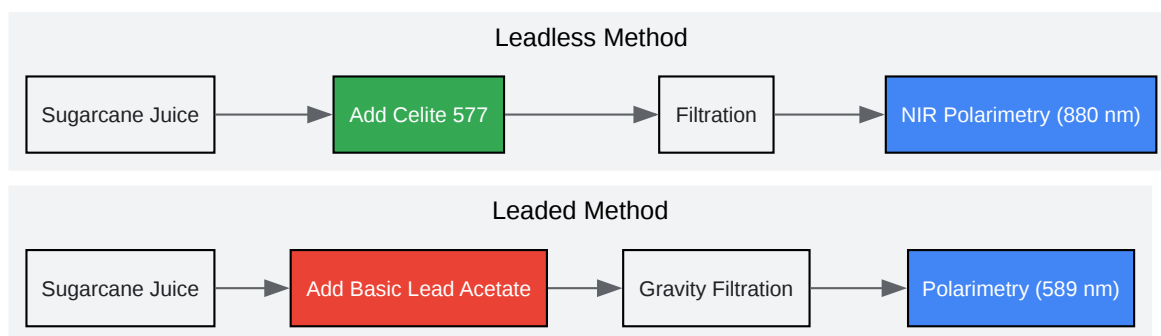 Leadless Method
Sugarcane Juice
Add Celite 577
Filtration
NIR Polarimetry (880 nm)
Leaded Method
Sugarcane Juice
Add Basic Lead Acetate
Gravity Filtration
Polarimetry (589 nm)